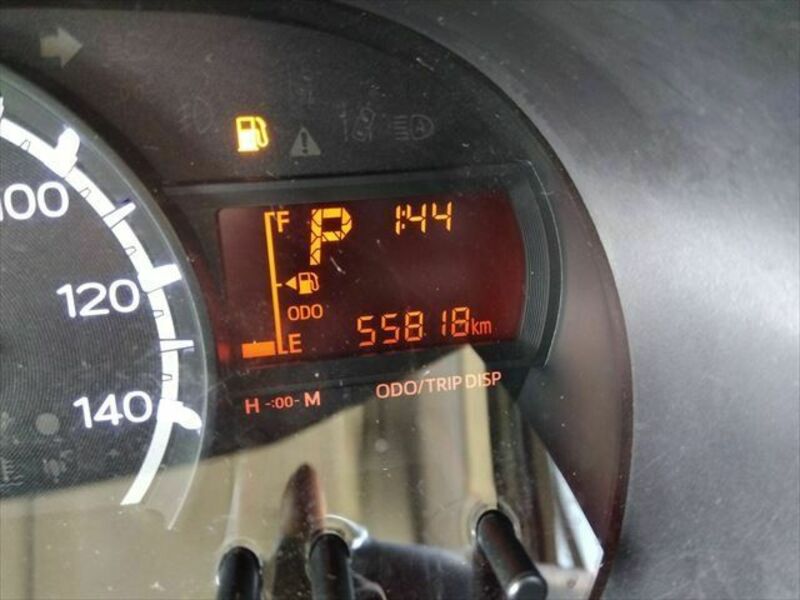 100
120
140
F
P
1:44
ODO
55818km
E
H -:00- M
ODO/TRIP DISP